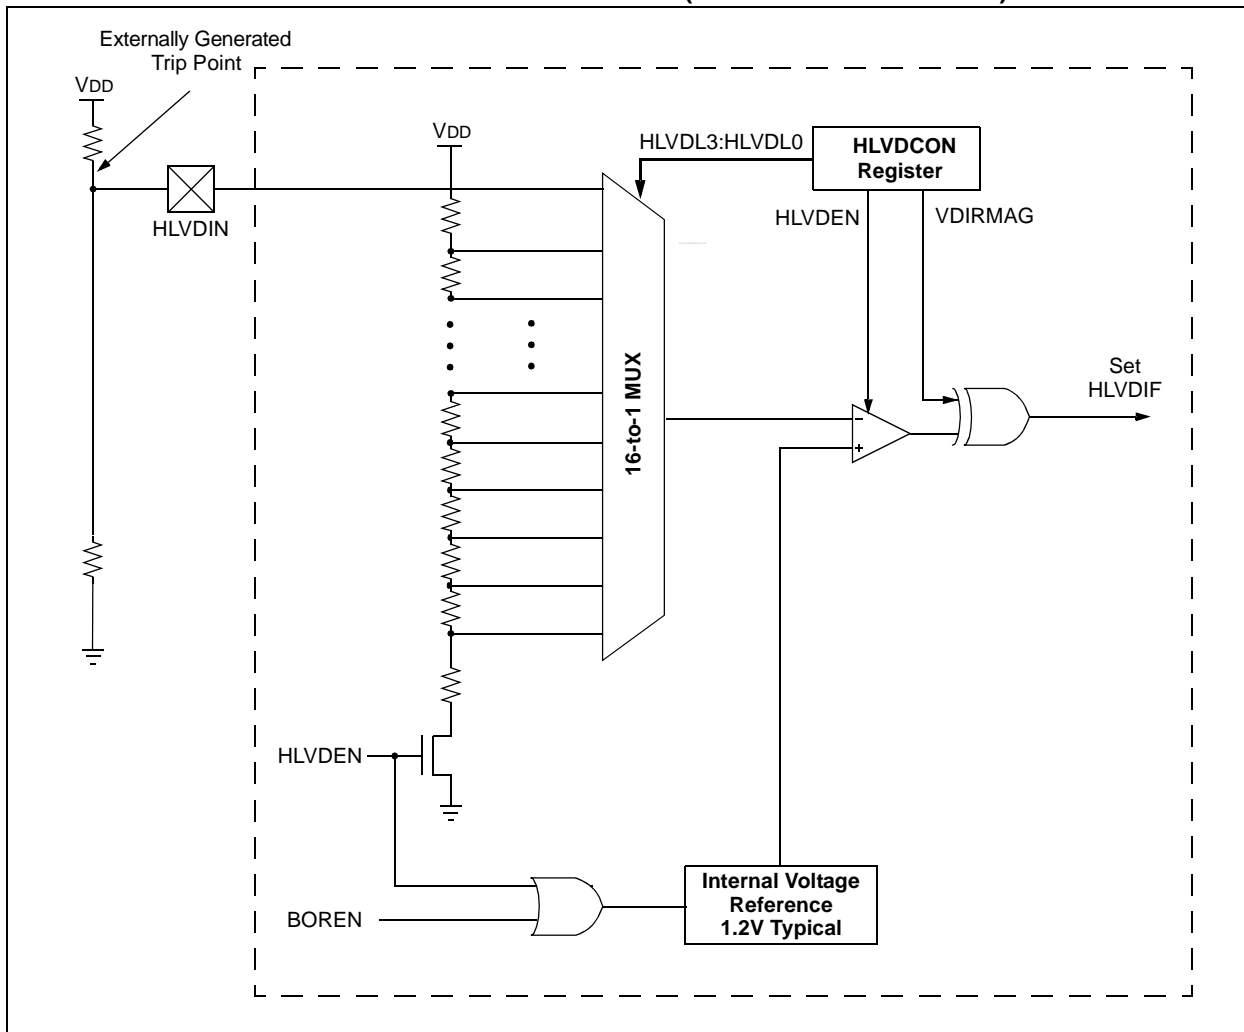 Externally Generated
Trip Point
VDD
VDD
HLVDL3:HLVDL0
HLVDCON
Register
HLVDIN
HLVDEN
VDIRMAG
16-to-1 MUX
Set
HLVDIF
–
+
HLVDEN
BOREN
Internal Voltage
Reference
1.2V Typical